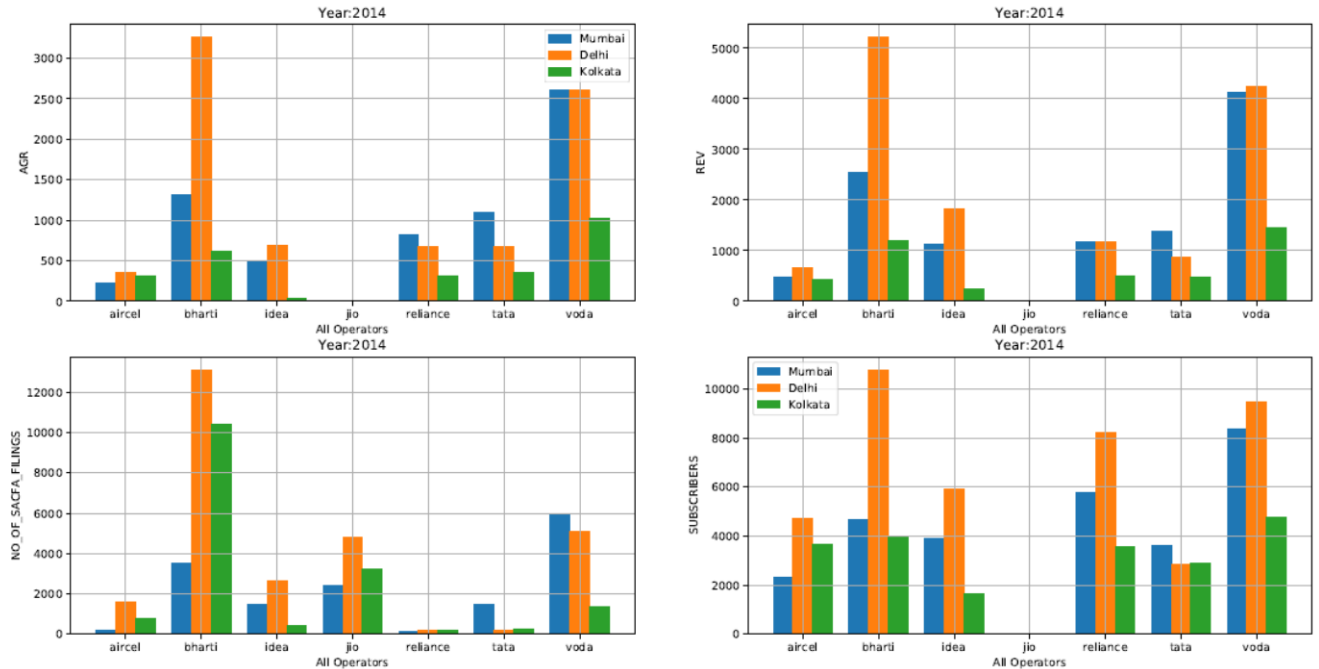 Year:2014
AGR
3000
2500
2000
1500
1000
500
0
Mumbai
Delhi
Kolkata
aircel bharti idea jio reliance tata voda
All Operators
Year:2014
REV
5000
4000
3000
2000
1000
0
aircel bharti idea jio reliance tata voda
All Operators
Year:2014
NO_OF_SACFA_FILINGS
12000
10000
8000
6000
4000
2000
0
aircel bharti idea jio reliance tata voda
All Operators
Year:2014
SUBSCRIBERS
10000
8000
6000
4000
2000
0
Mumbai
Delhi
Kolkata
aircel bharti idea jio reliance tata voda
All Operators